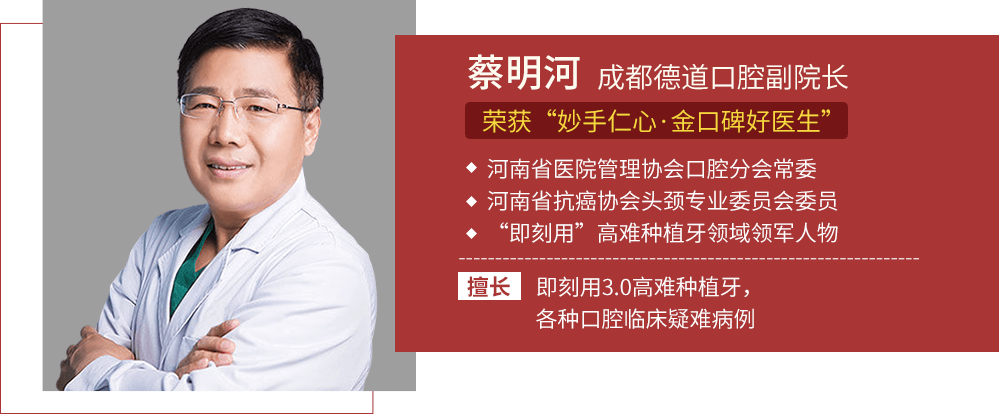 蔡明河 成都德道口腔副院长
荣获“妙手仁心·金口碑好医生”
◆ 河南省医院管理协会口腔分会常委
◆ 河南省抗癌协会头颈专业委员会委员
◆ “即刻用”高难种植牙领域领军人物
擅长 即刻用3.0高难种植牙，
各种口腔临床疑难病例